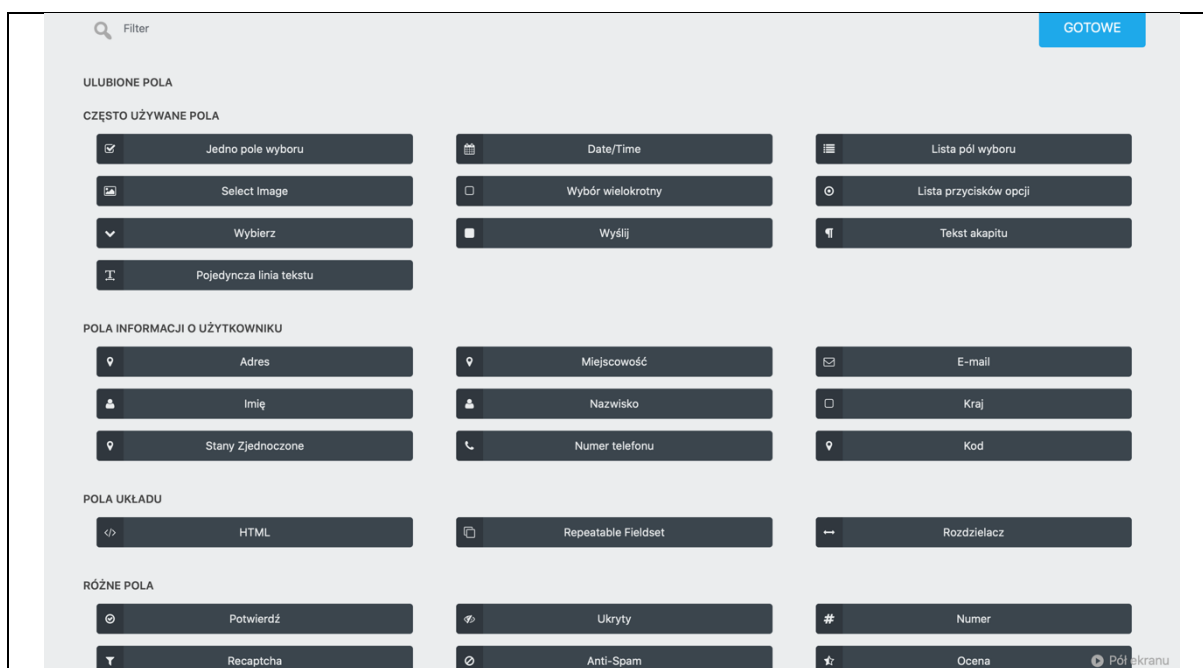 Filter
GOTOWE
ULUBIONE POLA
CZĘSTO UŻYWANE POLA
Jedno pole wyboru
Date/Time
Lista pól wyboru
Select Image
Wybór wielokrotny
Lista przycisków opcji
Wybierz
Wyślij
Tekst akapitu
Pojedyncza linia tekstu
POLA INFORMACJI O UŻYTKOWNIKU
Adres
Miejscowość
E-mail
Imię
Nazwisko
Kraj
Stany Zjednoczone
Numer telefonu
Kod
POLA UKŁADU
HTML
Repeatable Fieldset
Rozdzielacz
RÓŻNE POLA
Potwierdź
Ukryty
Numer
Recaptcha
Anti-Spam
Ocena
Pół ekranu